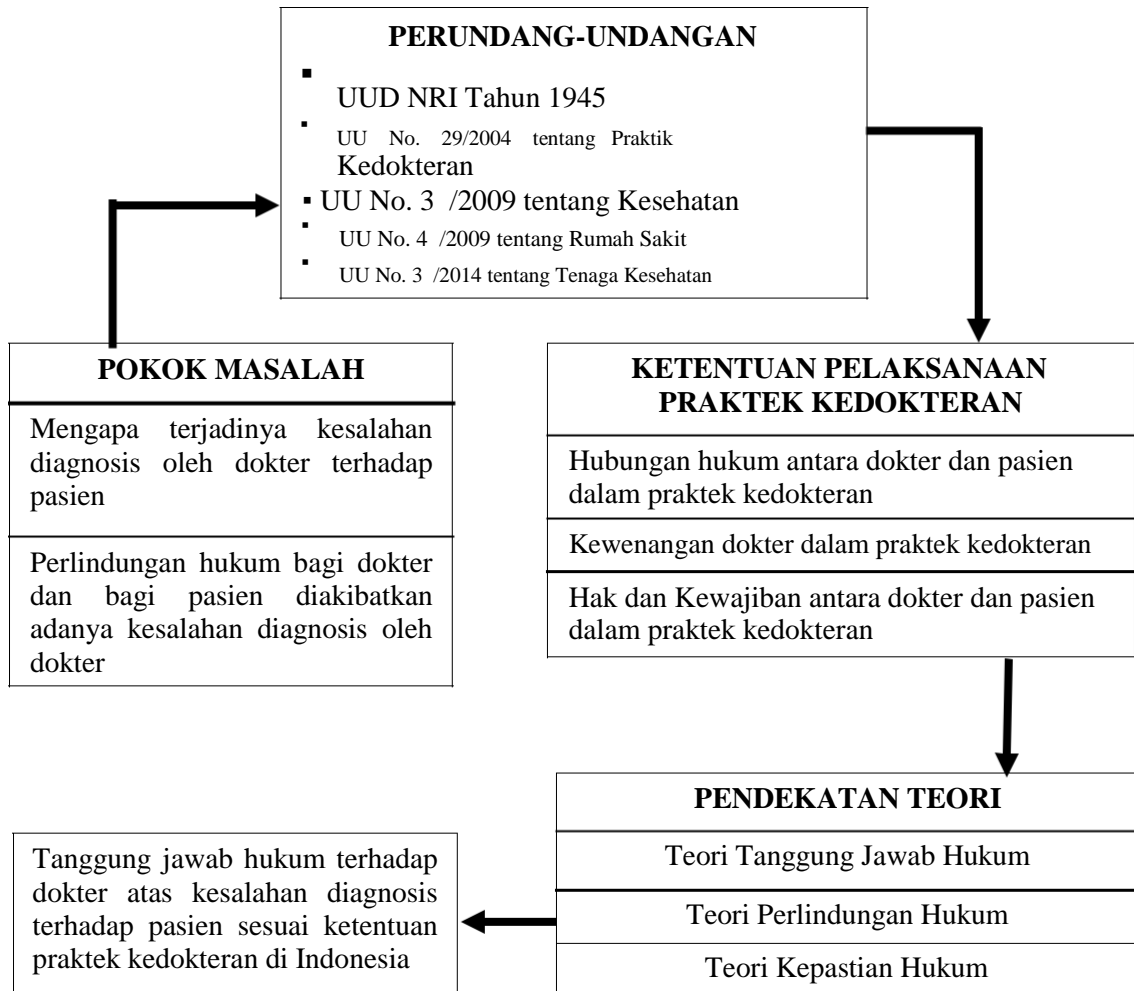 PERUNDANG-UNDANGAN
▪
UUD NRI Tahun 1945
▪ UU No. 29/2004 tentang Praktik
Kedokteran
▪ UU No. 3 /2009 tentang Kesehatan
▪ UU No. 4 /2009 tentang Rumah Sakit
▪ UU No. 3 /2014 tentang Tenaga Kesehatan
POKOK MASALAH
Mengapa terjadinya kesalahan
diagnosis oleh dokter terhadap
pasien
Perlindungan hukum bagi dokter
dan bagi pasien diakibatkan
adanya kesalahan diagnosis oleh
dokter
KETENTUAN PELAKSANAAN
PRAKTEK KEDOKTERAN
Hubungan hukum antara dokter dan pasien
dalam praktek kedokteran
Kewenangan dokter dalam praktek kedokteran
Hak dan Kewajiban antara dokter dan pasien
dalam praktek kedokteran
PENDEKATAN TEORI
Teori Tanggung Jawab Hukum
Teori Perlindungan Hukum
Teori Kepastian Hukum
Tanggung jawab hukum terhadap
dokter atas kesalahan diagnosis
terhadap pasien sesuai ketentuan
praktek kedokteran di Indonesia